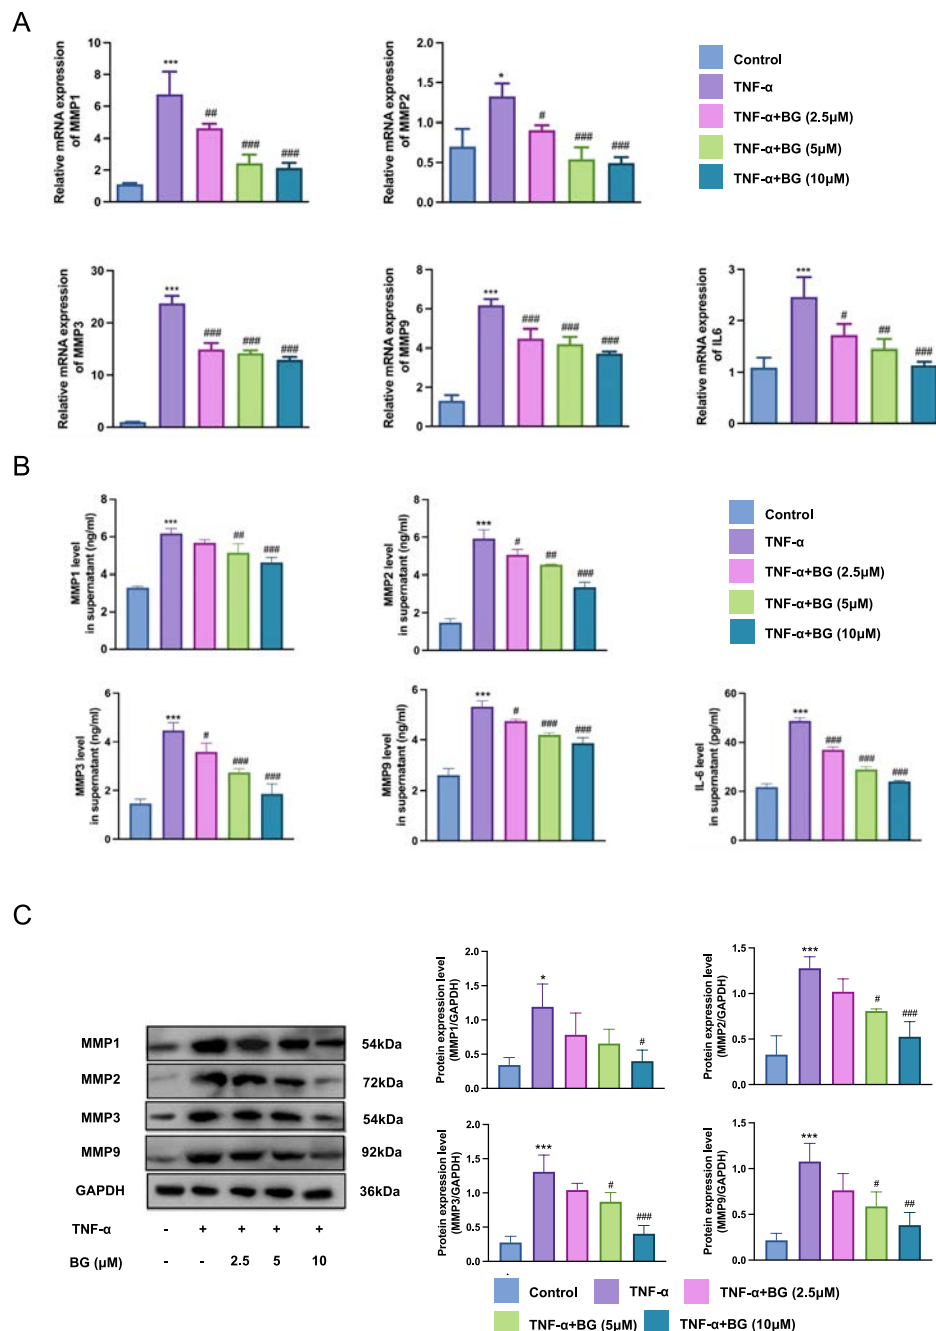 A
Relative mRNA expression
of MMP1
10
8
6
4
2
0
***
##
###
###
Relative mRNA expression
of MMP2
2.0
1.5
1.0
0.5
0.0
*
#
###
###
Control
TNF-α
TNF-α+BG (2.5μM)
TNF-α+BG (5μM)
TNF-α+BG (10μM)
Relative mRNA expression
of MMP3
30
20
10
0
***
###
###
###
Relative mRNA expression
of MMP9
8
6
4
2
0
***
###
###
###
Relative mRNA expression
of IL6
3
2
1
0
***
#
##
###
B
MMP1 level
in supernatant (ng/ml)
8
6
4
2
0
***
##
###
MMP2 level
in supernatant (ng/ml)
8
6
4
2
0
***
#
##
###
Control
TNF-α
TNF-α+BG (2.5μM)
TNF-α+BG (5μM)
TNF-α+BG (10μM)
MMP3 level
in supernatant (ng/ml)
6
4
2
0
***
#
###
###
MMP9 level
in supernatant (ng/ml)
6
4
2
0
***
#
###
###
IL-6 level
in supernatant (pg/ml)
60
40
20
0
***
###
###
###
C
MMP1
54kDa
MMP2
72kDa
MMP3
54kDa
MMP9
92kDa
GAPDH
36kDa
TNF-α - + + + +
BG (μM) - - 2.5 5 10
Protein expression level
(MMP1/GAPDH)
2.0
1.5
1.0
0.5
0.0
*
#
Protein expression level
(MMP2/GAPDH)
1.5
1.0
0.5
0.0
***
#
###
Protein expression level
(MMP3/GAPDH)
2.0
1.5
1.0
0.5
0.0
***
#
###
Protein expression level
(MMP9/GAPDH)
1.5
1.0
0.5
0.0
***
#
##
Control
TNF-α
TNF-α+BG (2.5μM)
TNF-α+BG (5μM)
TNF-α+BG (10μM)